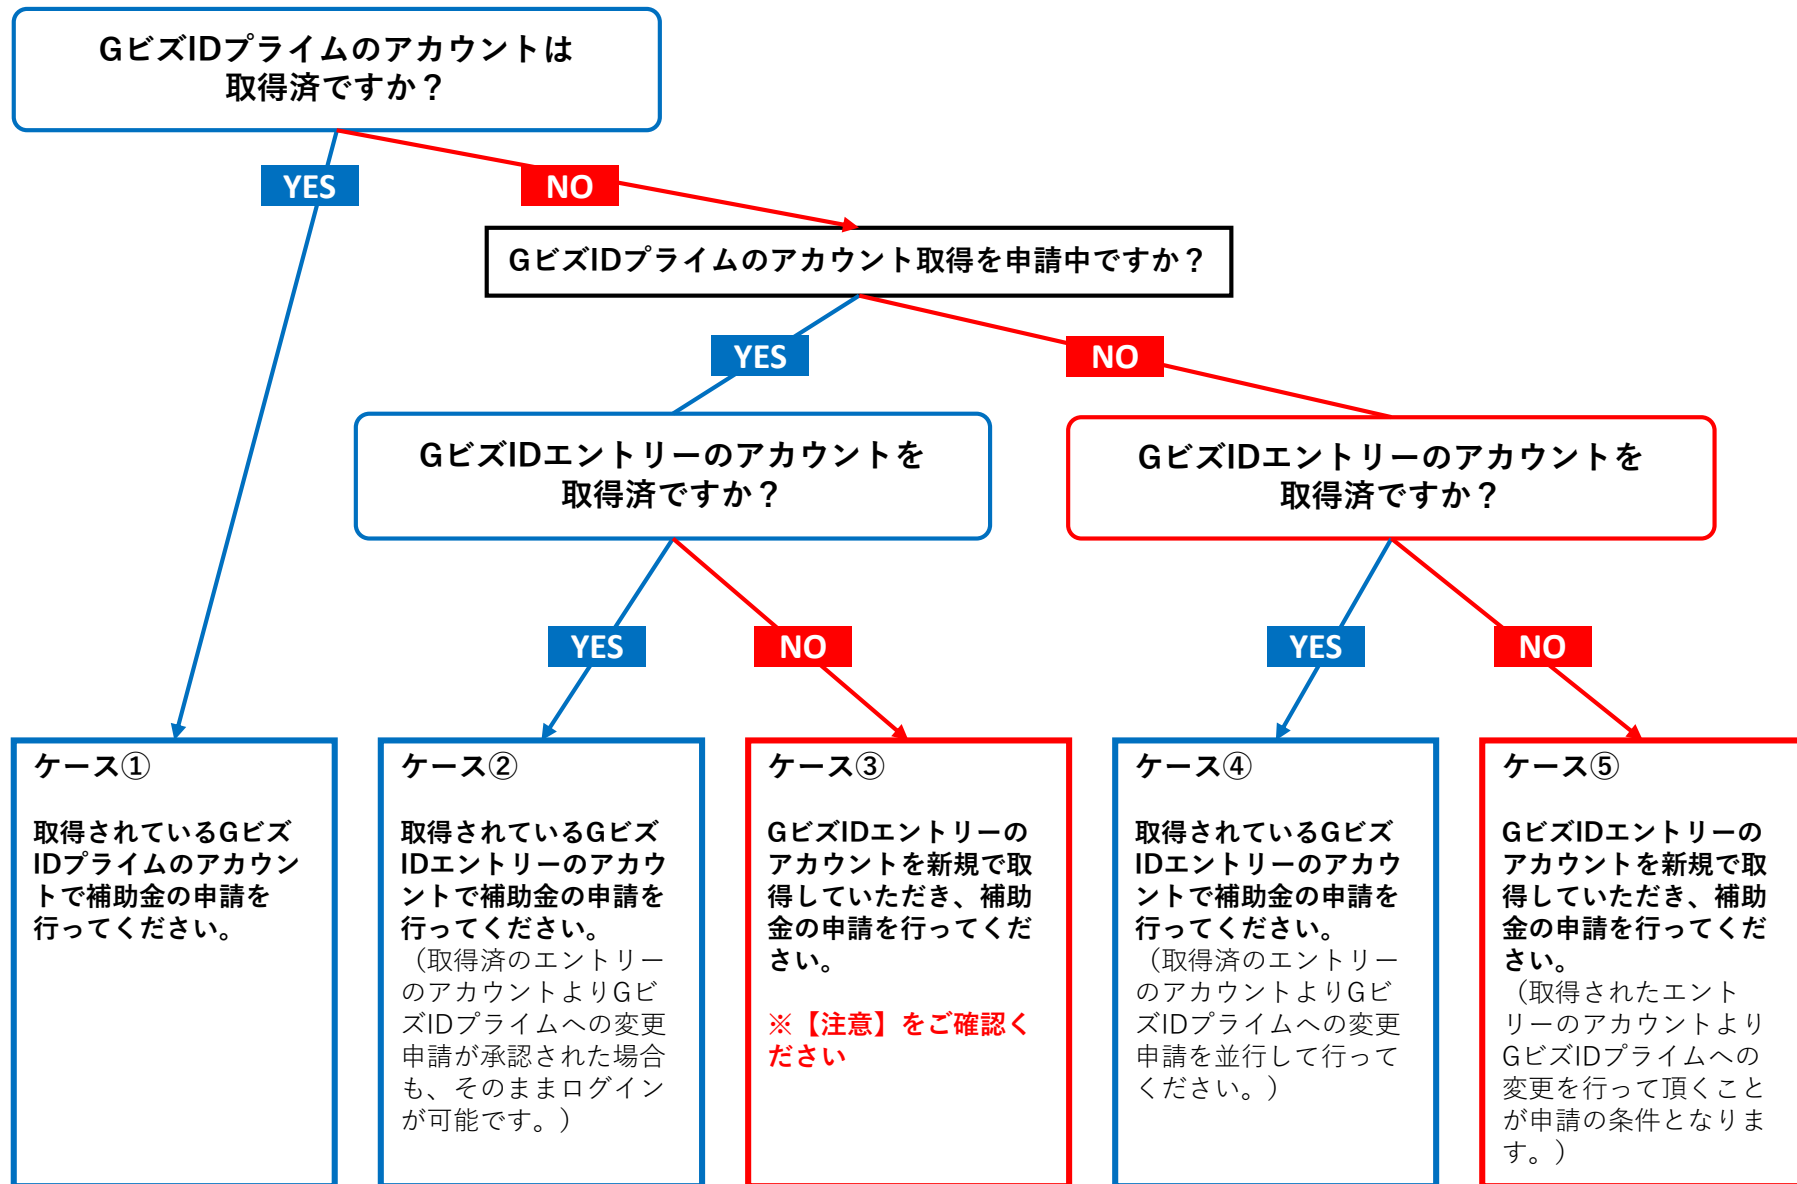 GビズIDプライムのアカウントは
取得済ですか？
YES
NO
GビズIDプライムのアカウント取得を申請中ですか？
YES
NO
GビズIDエントリーのアカウントを
取得済ですか？
GビズIDエントリーのアカウントを
取得済ですか？
YES
NO
YES
NO
ケース①
取得されているGビズ
IDプライムのアカウン
トで補助金の申請を
行ってください。
ケース②
取得されているGビズ
IDエントリーのアカウ
ントで補助金の申請を
行ってください。
（取得済のエントリー
のアカウントよりGビ
ズIDプライムへの変更
申請が承認された場合
も、そのままログイン
が可能です。）
ケース③
GビズIDエントリーの
アカウントを新規で取
得していただき、補助
金の申請を行ってくだ
さい。
※【注意】をご確認く
ださい
ケース④
取得されているGビズ
IDエントリーのアカウ
ントで補助金の申請を
行ってください。
（取得済のエントリー
のアカウントよりGビ
ズIDプライムへの変更
申請を並行して行って
ください。）
ケース⑤
GビズIDエントリーの
アカウントを新規で取
得していただき、補助
金の申請を行ってくだ
さい。
（取得されたエント
リーのアカウントより
GビズIDプライムへの
変更を行って頂くこと
が申請の条件となりま
す。）